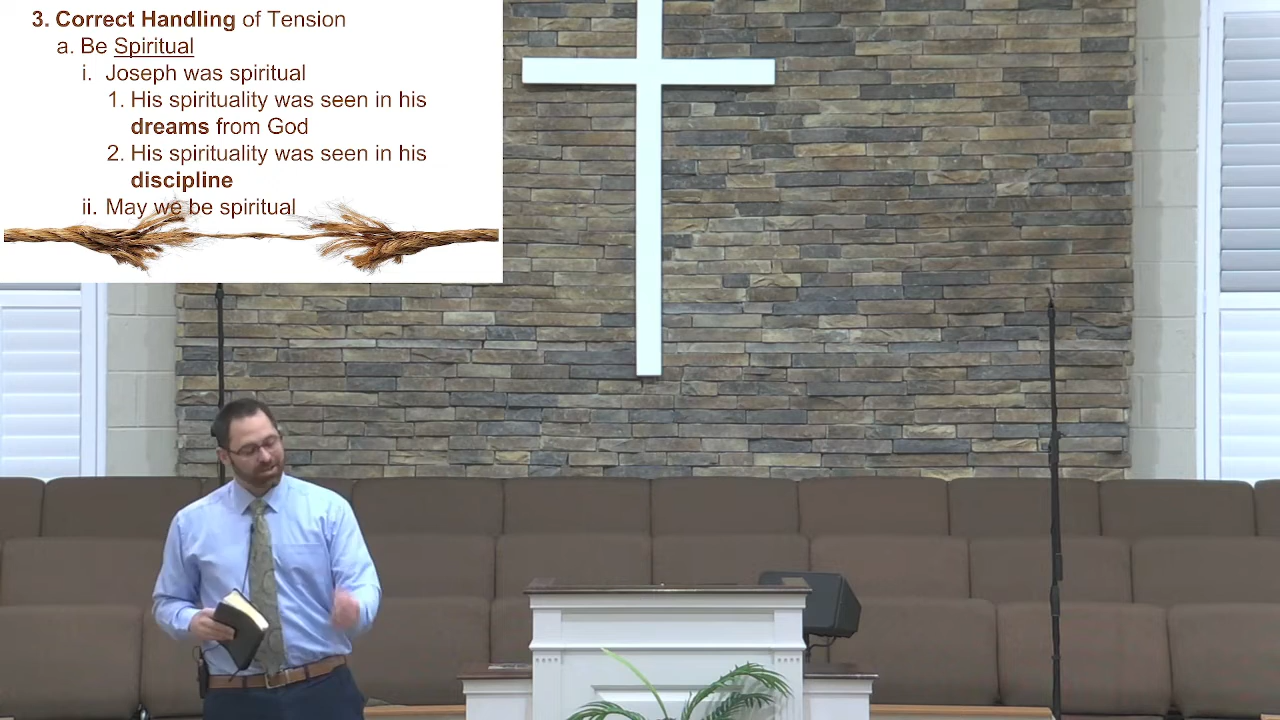 3. Correct Handling of Tension
a. Be Spiritual
i. Joseph was spiritual
1. His spirituality was seen in his
dreams from God
2. His spirituality was seen in his
discipline
ii. May we be spiritual